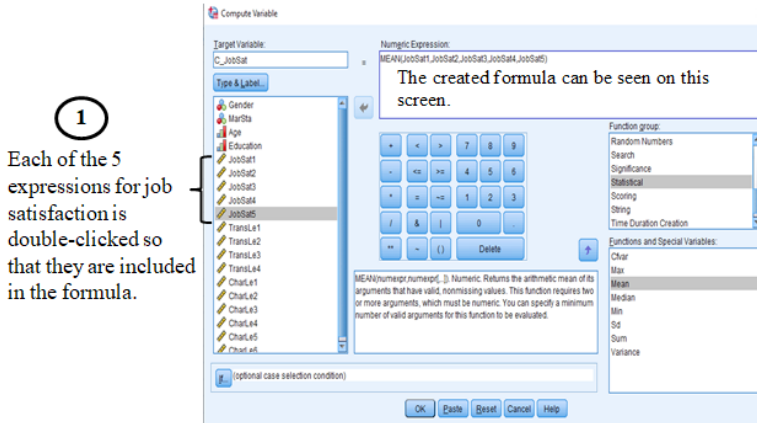 Compute Variable
Target Variable:
C_JobSat
=
Numeric Expression:
MEAN(JobSat1,JobSat2,JobSat3,JobSat4,JobSat5)
The created formula can be seen on this
screen.
Type & Label...
1
Each of the 5
expressions for job
satisfaction is
double-clicked so
that they are included
in the formula.
Gender
MarSta
Age
Education
JobSat1
JobSat2
JobSat3
JobSat4
JobSat5
TransLe1
TransLe2
TransLe3
TransLe4
CharLe1
CharLe2
CharLe3
CharLe4
CharLe5
CharLe6
+ < > 7 8 9
- <= >= 4 5 6
* = ~= 1 2 3
/ & | 0 .
** ~ ( ) Delete
Function group:
Random Numbers
Search
Significance
Statistical
Scoring
String
Time Duration Creation
Functions and Special Variables:
Cfvar
Max
Mean
Median
Min
Sd
Sum
Variance
MEAN(numexpr,numexpr[,..]). Numeric. Returns the arithmetic mean of its
arguments that have valid, nonmissing values. This function requires two
or more arguments, which must be numeric. You can specify a minimum
number of valid arguments for this function to be evaluated.
If... (optional case selection condition)
OK Paste Reset Cancel Help